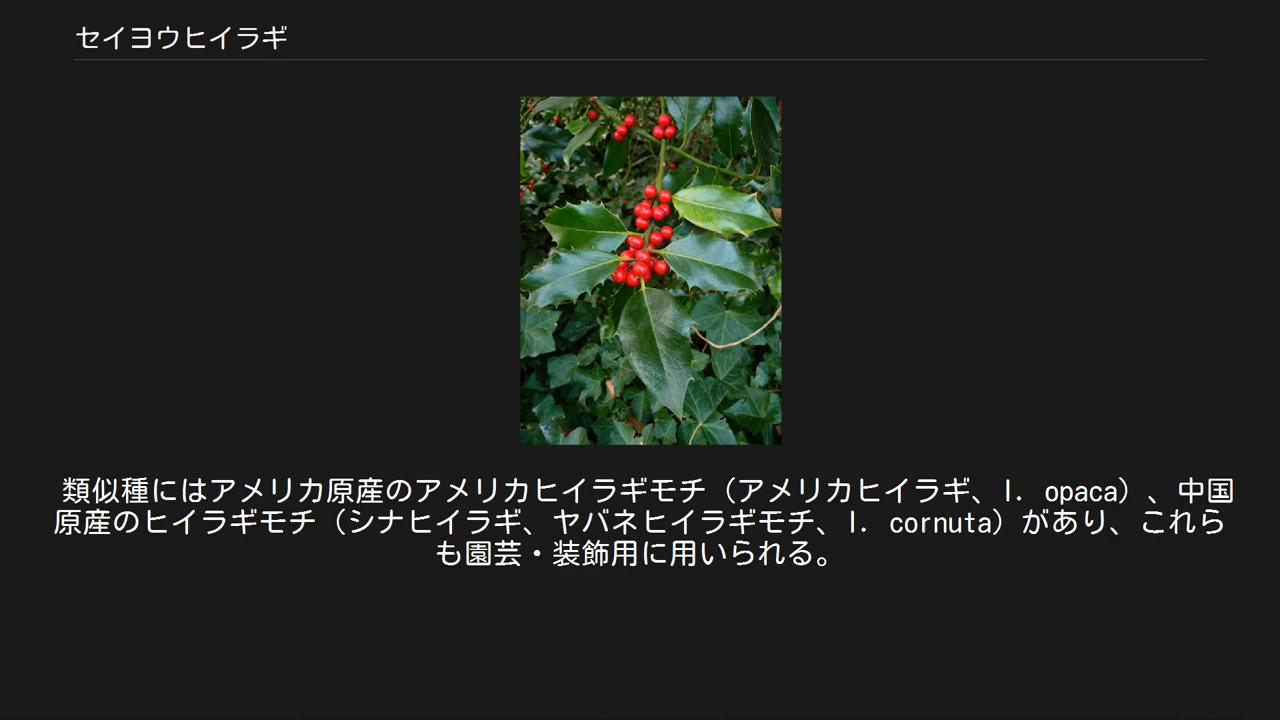 セイヨウヒイラギ
類似種にはアメリカ原産のアメリカヒイラギモチ（アメリカヒイラギ、I. opaca）、中国
原産のヒイラギモチ（シナヒイラギ、ヤバネヒイラギモチ、I. cornuta）があり、これら
も園芸・装飾用に用いられる。